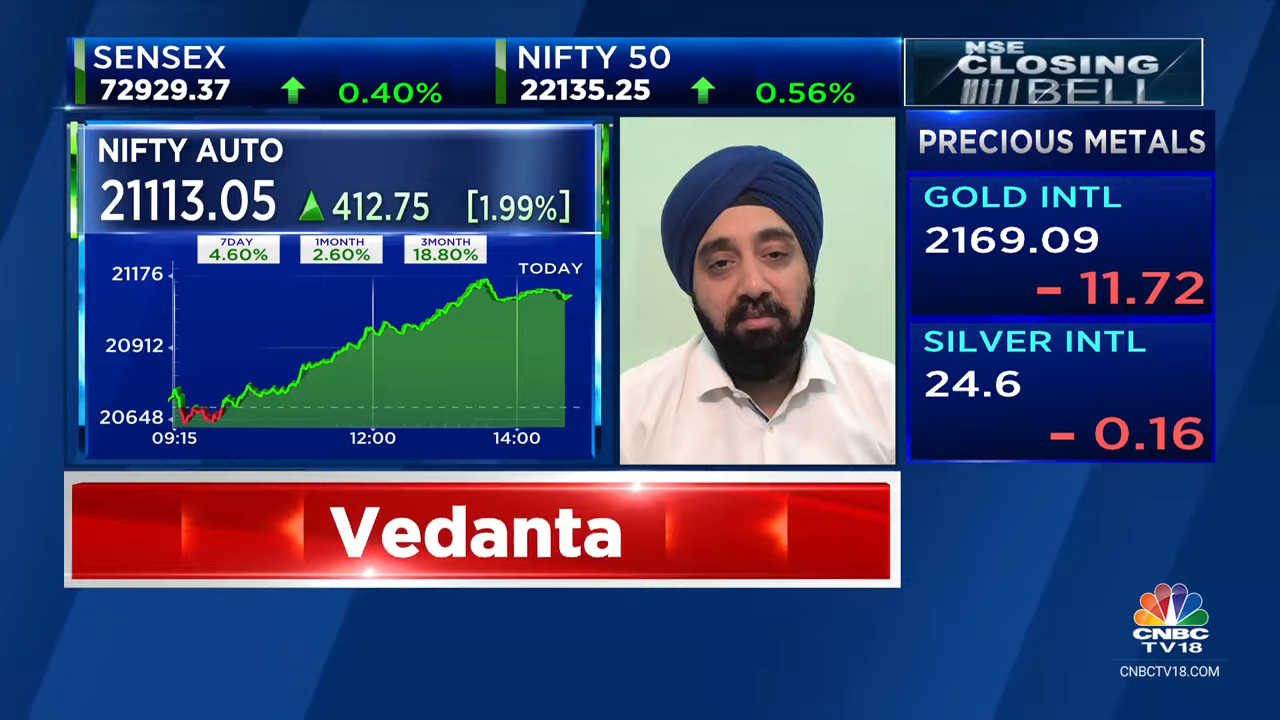 SENSEX
72929.37 0.40%
NIFTY 50
22135.25 0.56%
NSE
CLOSING
BELL
NIFTY AUTO
21113.05 412.75 [1.99%]
7DAY
4.60%
1MONTH
2.60%
3MONTH
18.80%
TODAY
21176
20912
20648
09:15 12:00 14:00
PRECIOUS METALS
GOLD INTL
2169.09
- 11.72
SILVER INTL
24.6
- 0.16
Vedanta
CNBC
TV18
CNBCTV18.COM